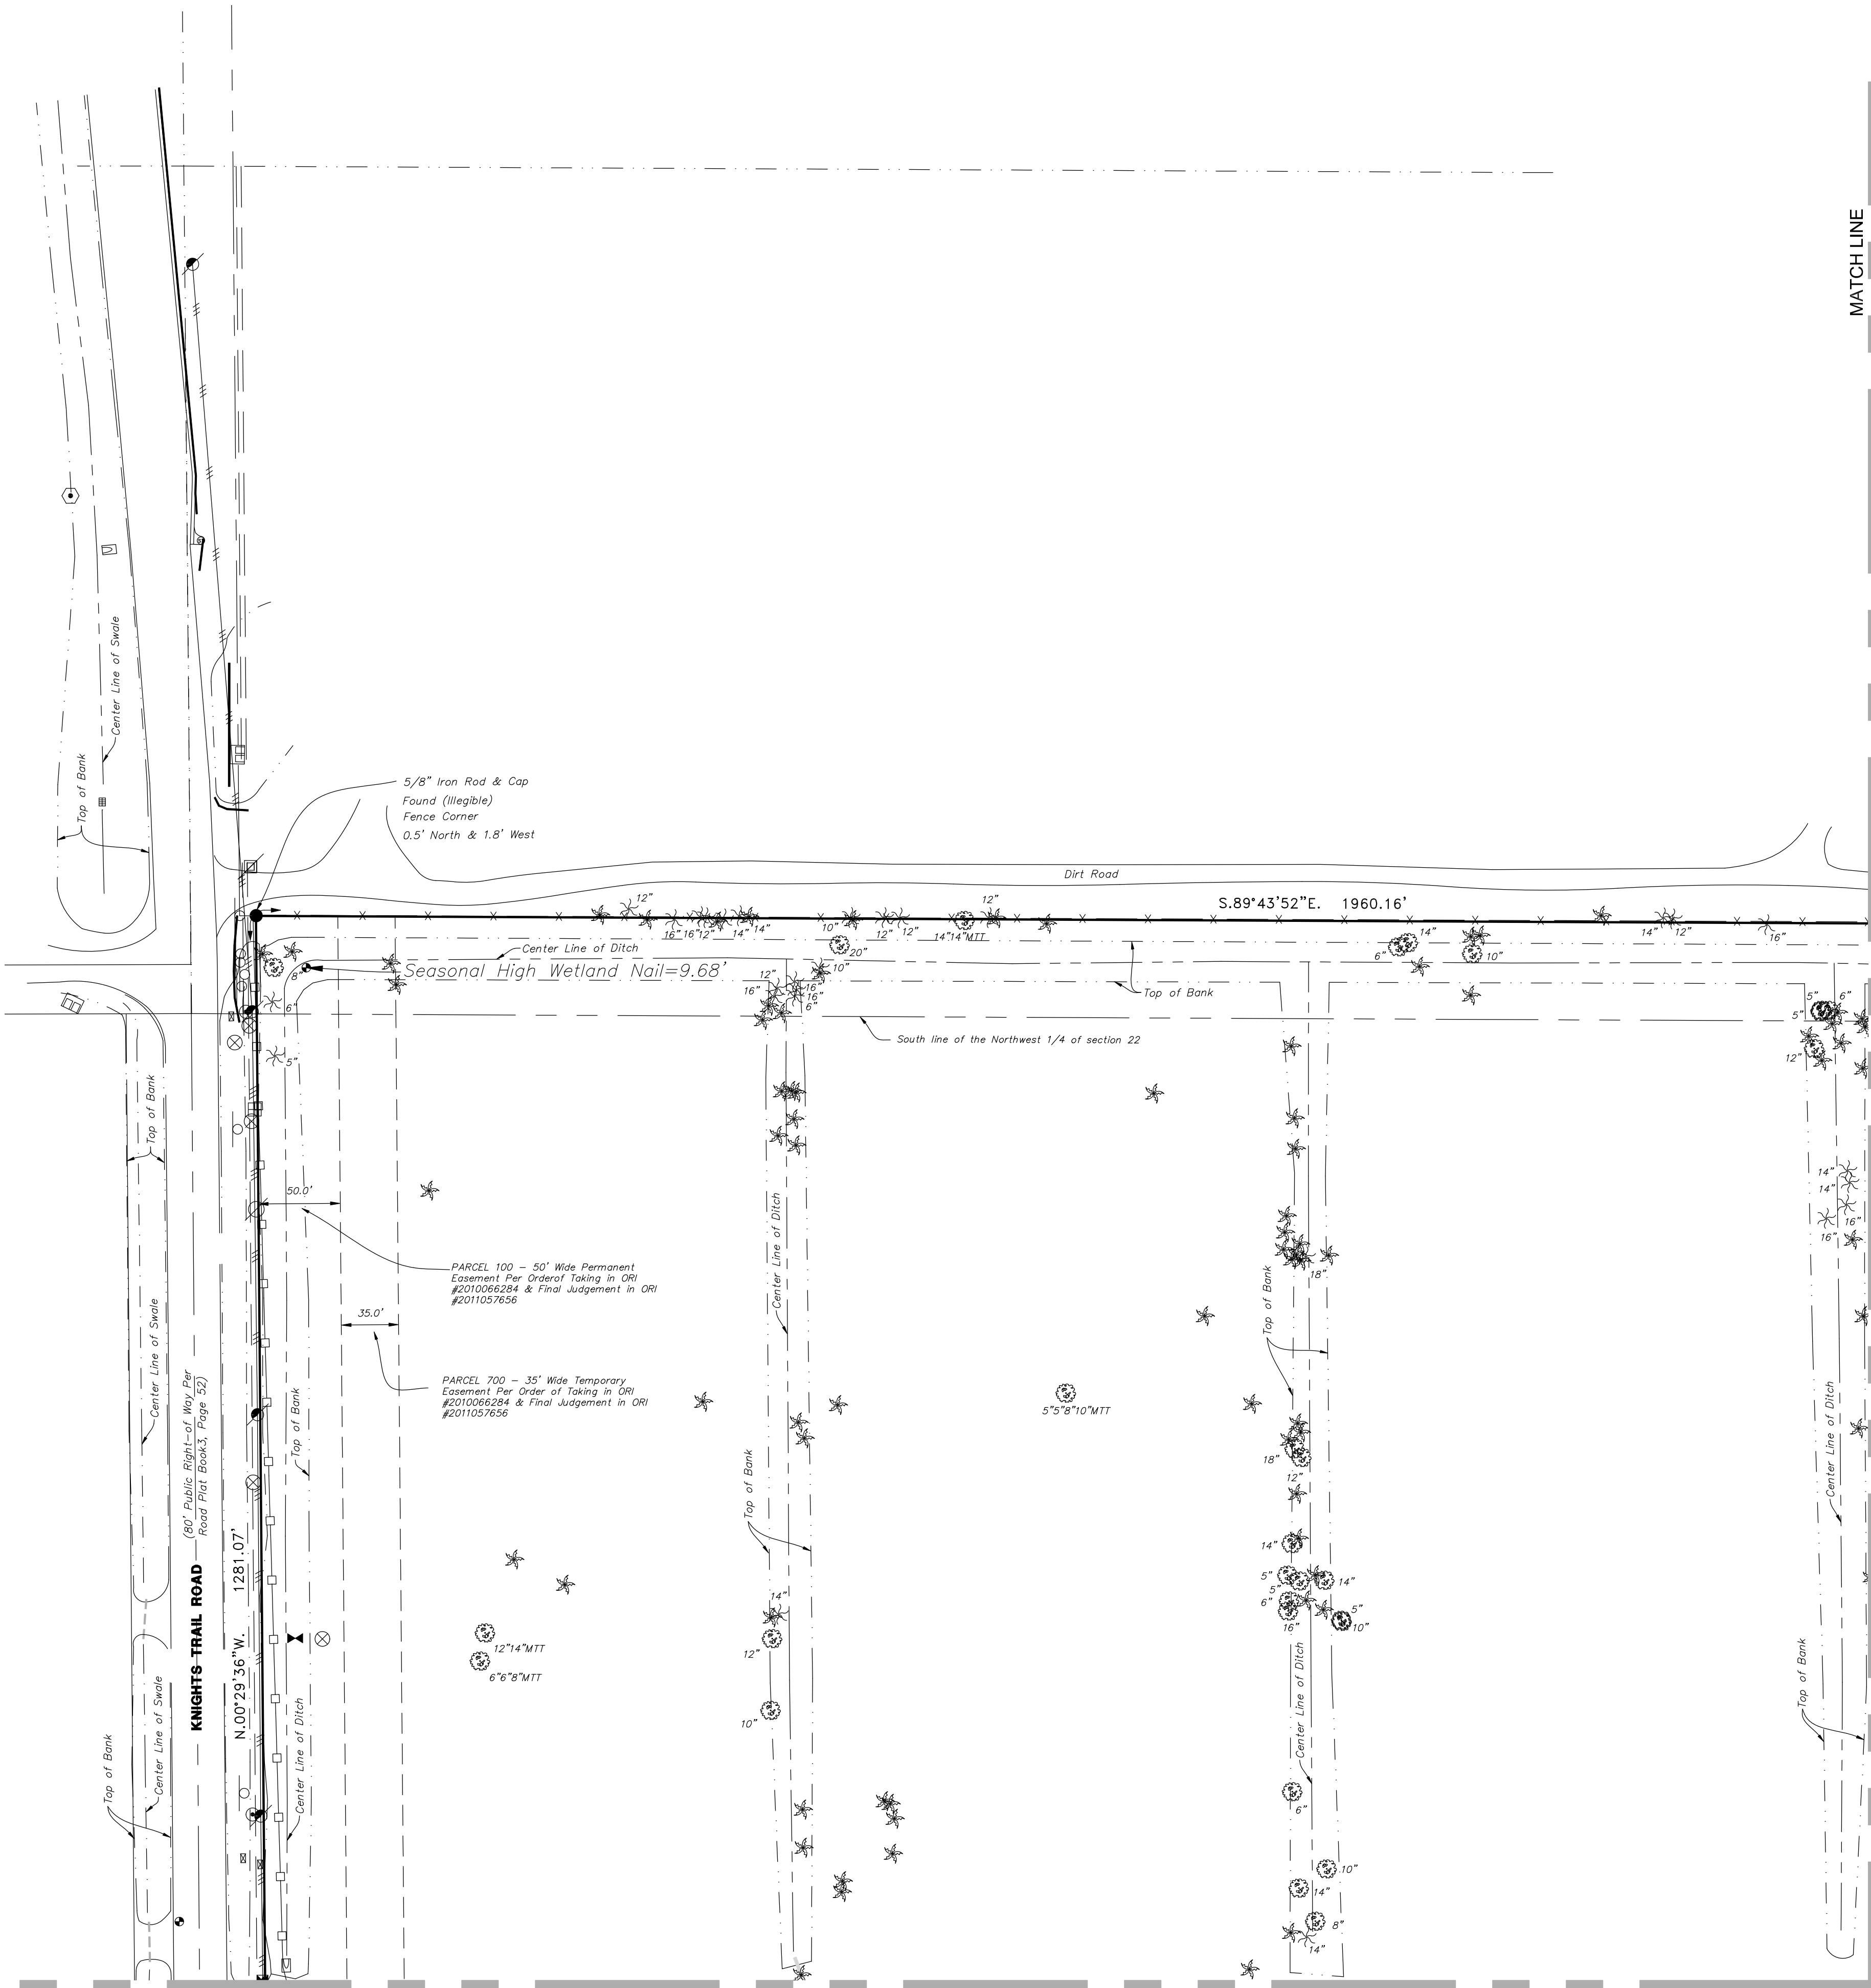 MATCH LINE
Center Line of Swale
Top of Bank
5/8" Iron Rod & Cap
Found (Illegible)
Fence Corner
0.5' North & 1.8' West
Dirt Road
S.89°43'52"E. 1960.16'
12"
12"
16"
16"
12"
14"
14"
10"
12"
12"
14"14"MTT
14"
14"
12"
16"
Center Line of Ditch
20"
6"
10"
8"
Seasonal High Wetland Nail=9.68'
12"
10"
16"
16"
16"
6"
Top of Bank
6"
5"
6"
5"
South line of the Northwest 1/4 of section 22
5"
12"
Top of Bank
14"
14"
16"
16"
50.0'
Center Line of Ditch
PARCEL 100 - 50' Wide Permanent
Easement Per Orderof Taking in ORI
#2010066284 & Final Judgement in ORI
#2011057656
18"
35.0'
Top of Bank
Center Line of Swale
PARCEL 700 - 35' Wide Temporary
Easement Per Order of Taking in ORI
#2010066284 & Final Judgement in ORI
#2011057656
5"5"8"10"MTT
Center Line of Ditch
Top of Bank
(80' Public Right-of Way Per
Road Plat Book3, Page 52)
KNIGHTS TRAIL ROAD
N.00°29'36"W. 1281.07'
Top of Bank
18"
12"
14"
5"
14"
5"
6"
5"
16"
10"
14"
12"
12"14"MTT
6"6"8"MTT
10"
Top of Bank
Center Line of Swale
Center Line of Ditch
Center Line of Ditch
Top of Bank
6"
10"
14"
8"
14"